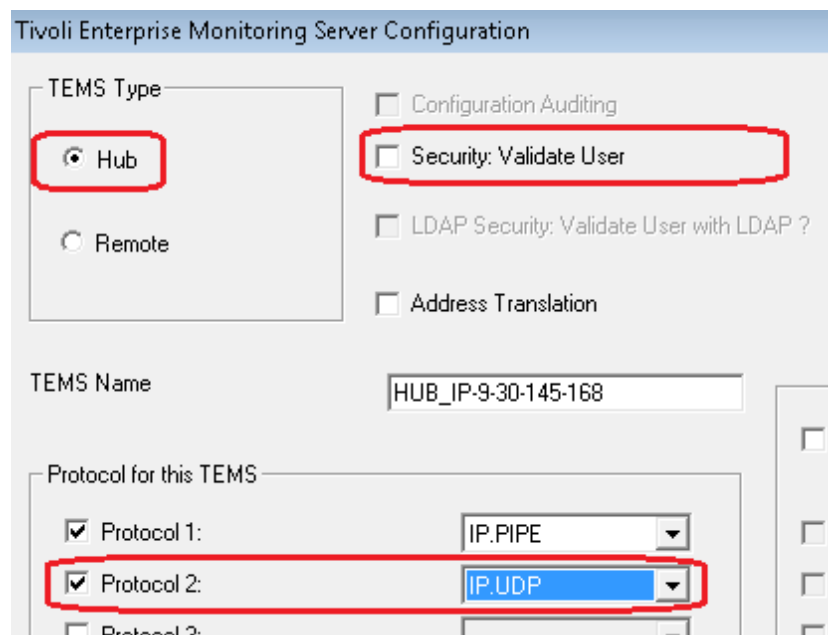 Tivoli Enterprise Monitoring Server Configuration
TEMS Type
Hub
Remote
Configuration Auditing
Security: Validate User
LDAP Security: Validate User with LDAP ?
Address Translation
TEMS Name
HUB_IP-9-30-145-168
Protocol for this TEMS
Protocol 1: IP.PIPE
Protocol 2: IP.UDP
Protocol 3: